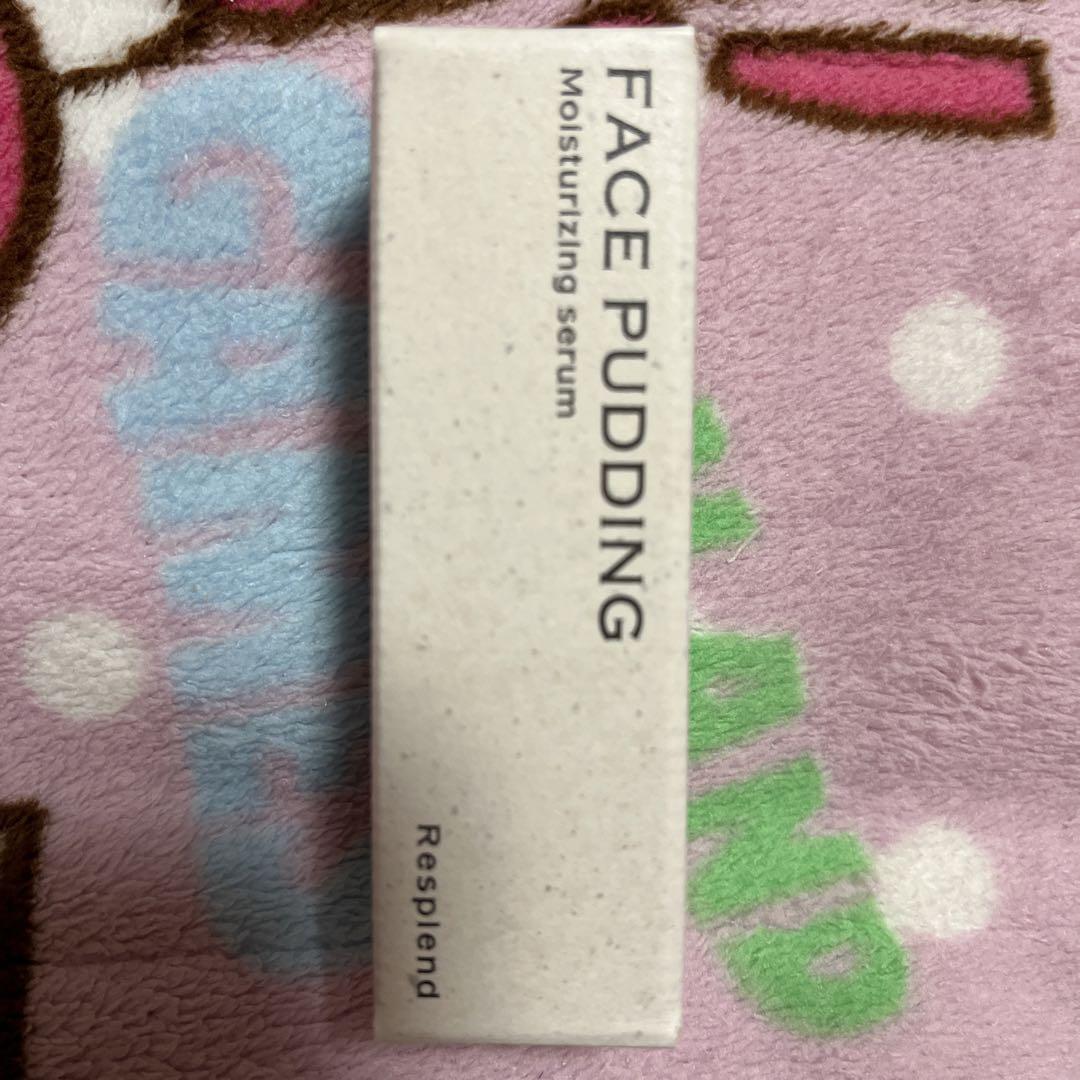 FACE PUDDING
Moisturizing serum
Resplend